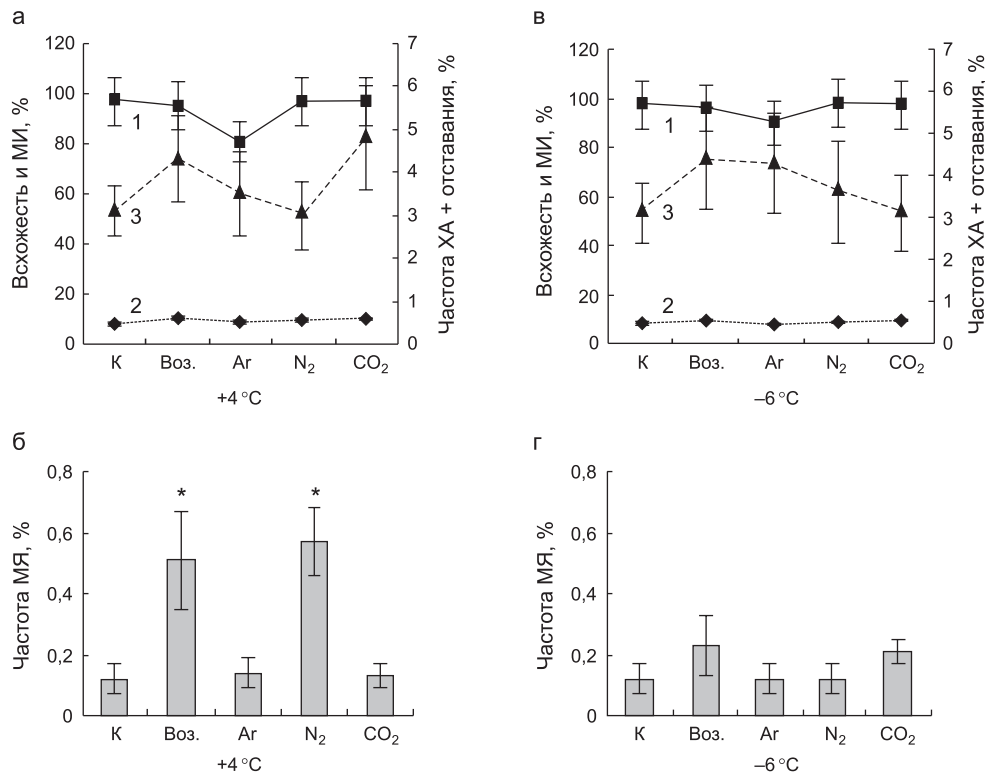 а
Всхожесть и МИ, %
120
100
80
60
40
20
0
7
6
5
4
3
2
1
0
Частота ХА + отставания, %
1
3
2
К Воз. Ar N₂ CO₂
+4 °C
в
Всхожесть и МИ, %
120
100
80
60
40
20
0
7
6
5
4
3
2
1
0
Частота ХА + отставания, %
1
3
2
К Воз. Ar N₂ CO₂
–6 °C
б
Частота МЯ, %
0,8
0,6
0,4
0,2
0
* *
К Воз. Ar N₂ CO₂
+4 °C
г
Частота МЯ, %
0,8
0,6
0,4
0,2
0
К Воз. Ar N₂ CO₂
–6 °C